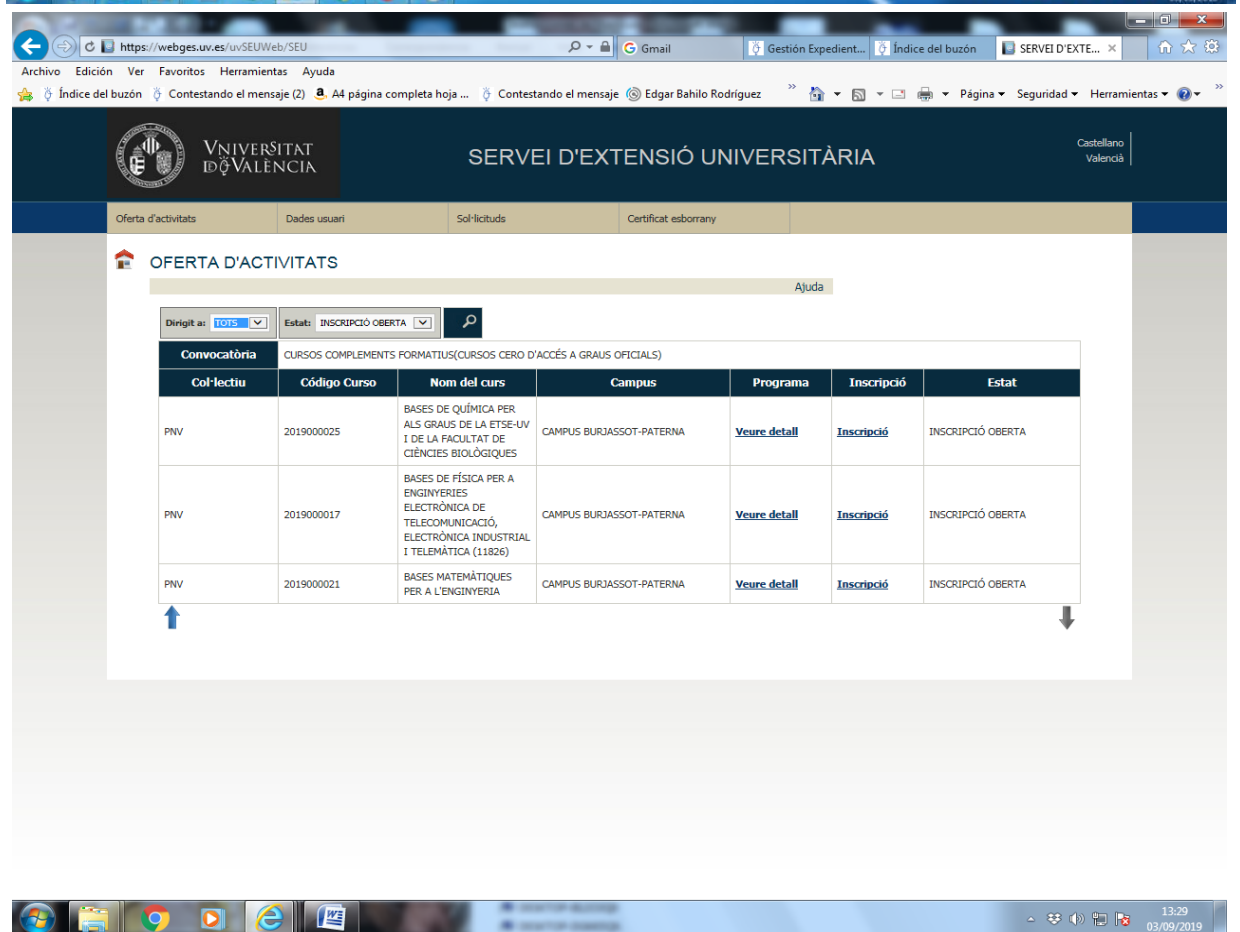 https://webges.uv.es/uvSEUWeb/SEU
Gmail
Gestión Expedient...
Índice del buzón
SERVEI D'EXTE...
Archivo Edición Ver Favoritos Herramientas Ayuda
Índice del buzón Contestando el mensaje (2) A4 página completa hoja ... Contestando el mensaje Edgar Bahilo Rodríguez » Página Seguridad Herramientas »
VNIVERSITAT
D VALÈNCIA
SERVEI D'EXTENSIÓ UNIVERSITÀRIA
Castellano
Valencià
Oferta d'activitats Dades usuari Sol·licituds Certificat esborrany
OFERTA D'ACTIVITATS
Ajuda
Dirigit a: TOTS Estat: INSCRIPCIÓ OBERTA
Convocatòria CURSOS COMPLEMENTS FORMATIUS(CURSOS CERO D'ACCÉS A GRAUS OFICIALS)
Col·lectiu Código Curso Nom del curs Campus Programa Inscripció Estat
BASES DE QUÍMICA PER
ALS GRAUS DE LA ETSE-UV
I DE LA FACULTAT DE
CIÈNCIES BIOLÒGIQUES
PNV 2019000025 CAMPUS BURJASSOT-PATERNA Veure detall Inscripció INSCRIPCIÓ OBERTA
BASES DE FÍSICA PER A
ENGINYERIES
ELECTRÒNICA DE
TELECOMUNICACIÓ,
ELECTRÒNICA INDUSTRIAL
I TELEMÀTICA (11826)
PNV 2019000017 CAMPUS BURJASSOT-PATERNA Veure detall Inscripció INSCRIPCIÓ OBERTA
BASES MATEMÀTIQUES
PER A L'ENGINYERIA
PNV 2019000021 CAMPUS BURJASSOT-PATERNA Veure detall Inscripció INSCRIPCIÓ OBERTA
13:29
03/09/2019